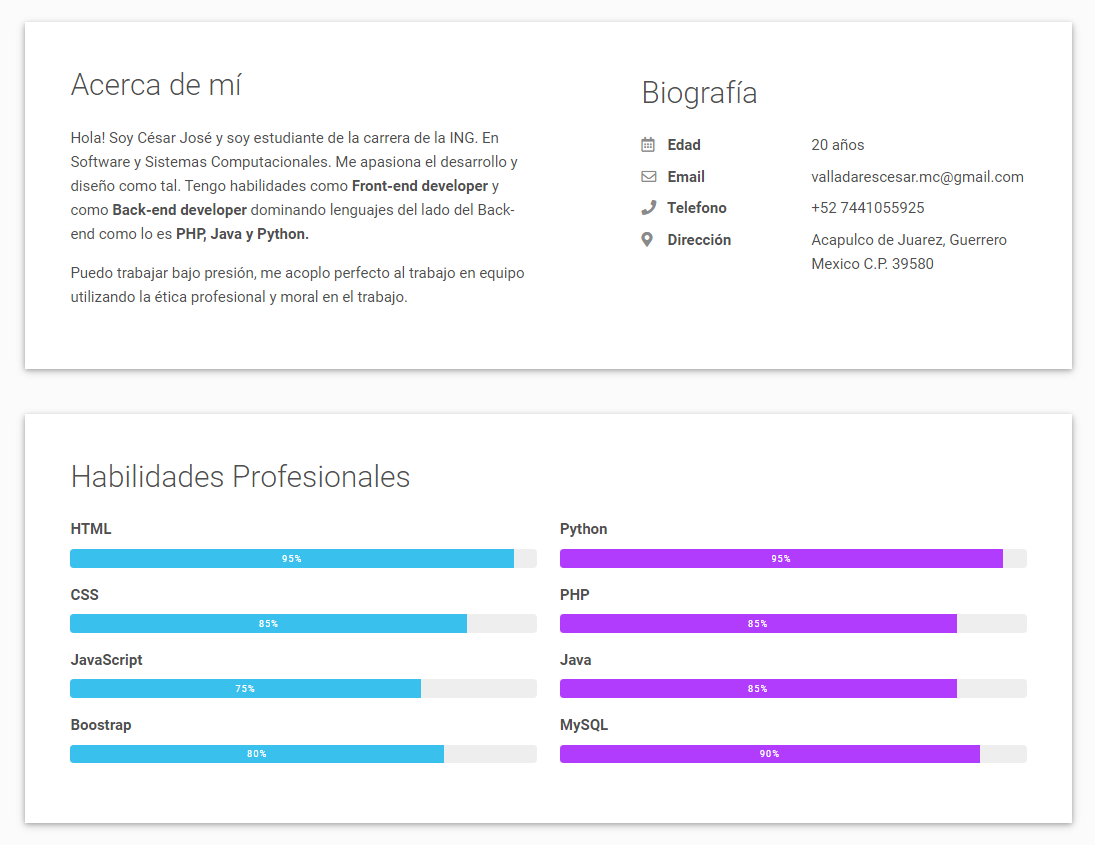 Acerca de mí
Hola! Soy César José y soy estudiante de la carrera de la ING. En
Software y Sistemas Computacionales. Me apasiona el desarrollo y
diseño como tal. Tengo habilidades como Front-end developer y
como Back-end developer dominando lenguajes del lado del Back-
end como lo es PHP, Java y Python.
Puedo trabajar bajo presión, me acoplo perfecto al trabajo en equipo
utilizando la ética profesional y moral en el trabajo.
Biografía
Edad 20 años
Email valladarescesar.mc@gmail.com
Telefono +52 7441055925
Dirección Acapulco de Juarez, Guerrero
Mexico C.P. 39580
Habilidades Profesionales
HTML
95%
CSS
85%
JavaScript
75%
Boostrap
80%
Python
95%
PHP
85%
Java
85%
MySQL
90%